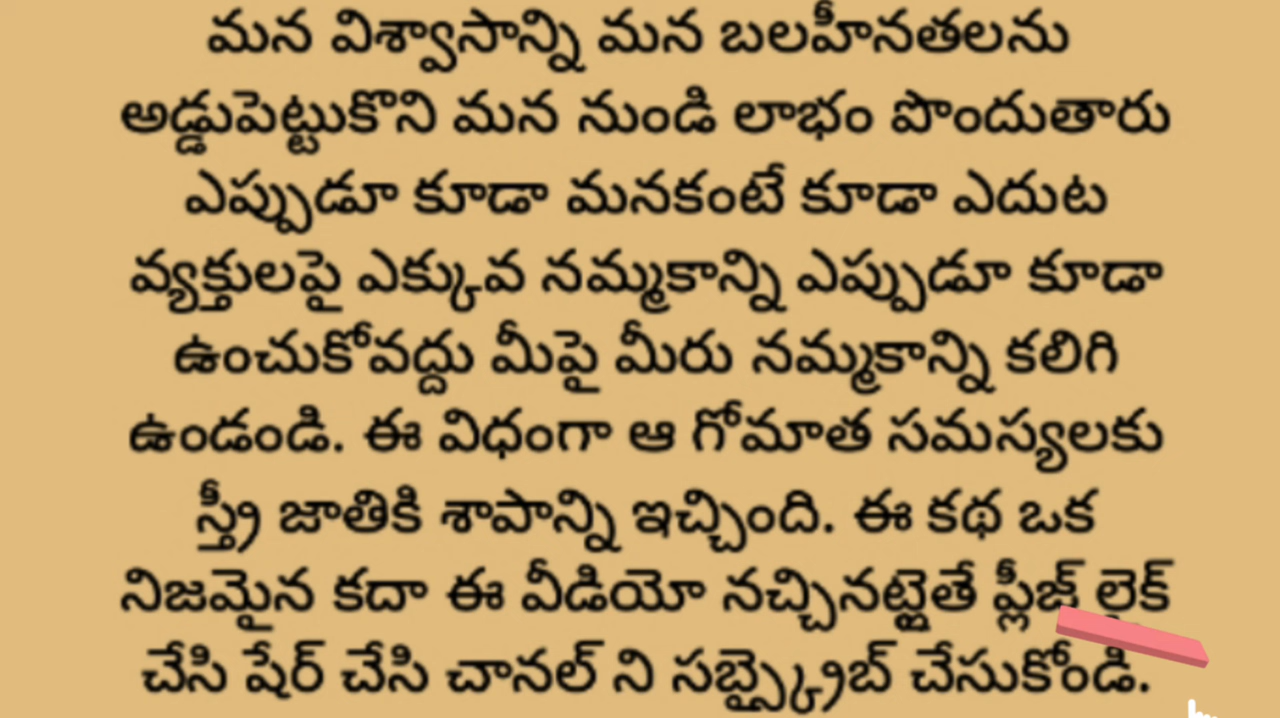 మన విశ్వాసాన్ని మన బలహీనతలను
అడ్డుపెట్టుకొని మన నుండి లాభం పొందుతారు
ఎప్పుడూ కూడా మనకంటే కూడా ఎదుట
వ్యక్తులపై ఎక్కువ నమ్మకాన్ని ఎప్పుడూ కూడా
ఉంచుకోవద్దు మీపై మీరు నమ్మకాన్ని కలిగి
ఉండండి. ఈ విధంగా ఆ గోమాత సమస్యలకు
స్త్రీ జాతికి శాపాన్ని ఇచ్చింది. ఈ కథ ఒక
నిజమైన కదా ఈ వీడియో నచ్చినట్లైతే ప్లీజ్ లైక్
చేసి షేర్ చేసి చానల్ ని సబ్స్క్రైబ్ చేసుకోండి.